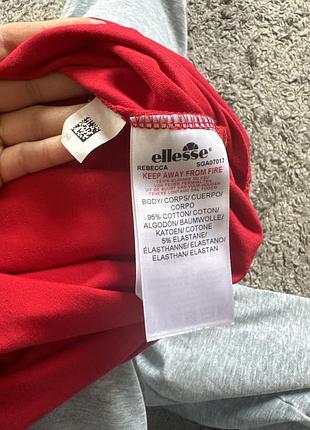 ellesse
REBECCA SGA07017
KEEP AWAY FROM FIRE
BODY/ CORPS/ CUERPO/
CORPO
95% COTTON/ COTON/
ALGODÓN/ BAUMWOLLE/
KATOEN/ COTONE
5% ELASTANE/
ÉLASTHANNE/ ELASTANO/
ELASTHAN/ ELASTAN